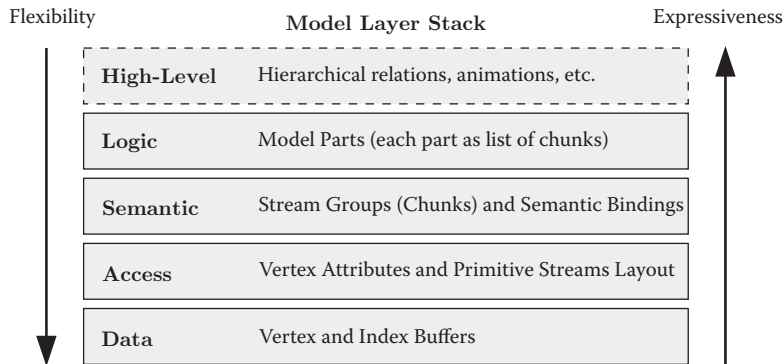 Flexibility Model Layer Stack Expressiveness
High-Level Hierarchical relations, animations, etc.
Logic Model Parts (each part as list of chunks)
Semantic Stream Groups (Chunks) and Semantic Bindings
Access Vertex Attributes and Primitive Streams Layout
Data Vertex and Index Buffers